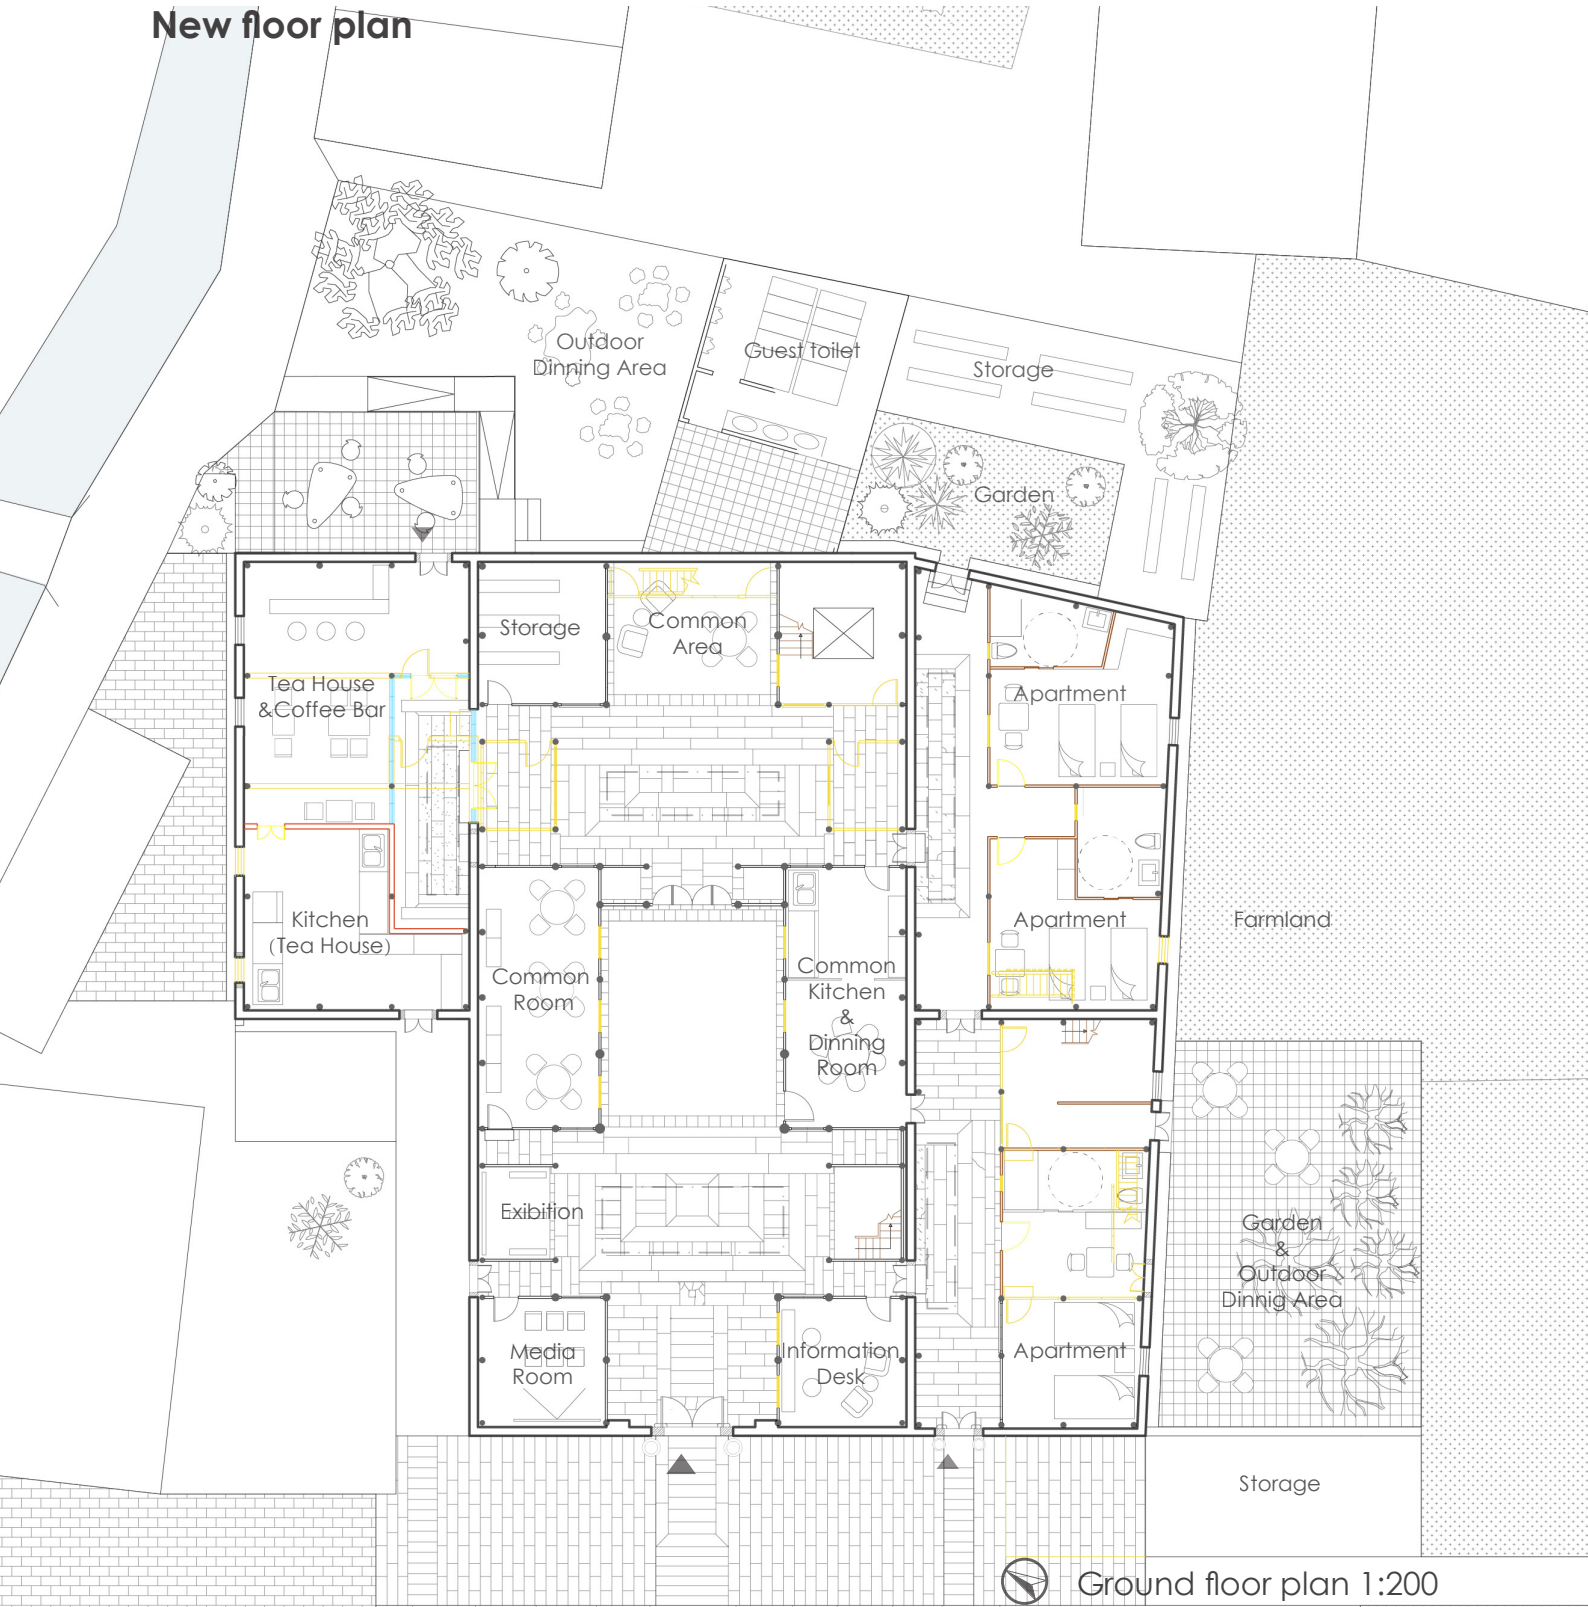 New floor plan
Outdoor
Dinning Area
Guest toilet
Storage
Garden
Storage
Common
Area
Tea House
&Coffee Bar
Apartment
Kitchen
(Tea House)
Common
Room
Common
Kitchen
&
Dinning
Room
Apartment
Farmland
Exibition
Garden
&
Outdoor
Dinnig Area
Media
Room
Information
Desk
Apartment
Storage
Ground floor plan 1:200